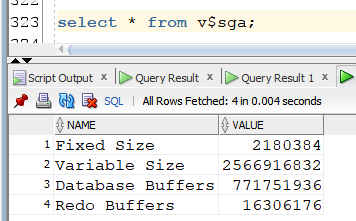 322
323 select * from v$sga;
324
Script Output x Query Result x Query Result 1 x
SQL | All Rows Fetched: 4 in 0.004 seconds
NAME VALUE
1 Fixed Size 2180384
2 Variable Size 2566916832
3 Database Buffers 771751936
4 Redo Buffers 16306176